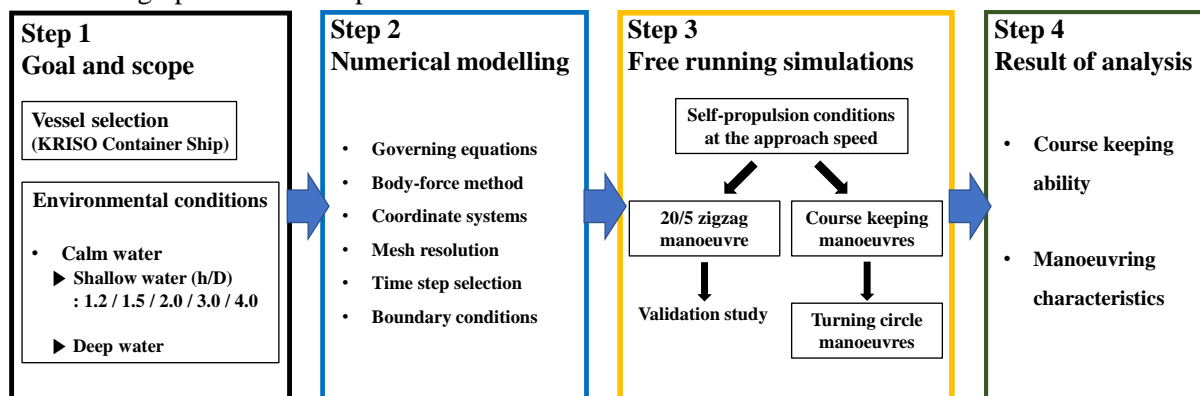 Step 1
Goal and scope
Vessel selection
(KRISO Container Ship)
Environmental conditions
• Calm water
▶ Shallow water (h/D)
: 1.2 / 1.5 / 2.0 / 3.0 / 4.0
▶ Deep water
Step 2
Numerical modelling
• Governing equations
• Body-force method
• Coordinate systems
• Mesh resolution
• Time step selection
• Boundary conditions
Step 3
Free running simulations
Self-propulsion conditions
at the approach speed
20/5 zigzag
manoeuvre
Validation study
Course keeping
manoeuvres
Turning circle
manoeuvres
Step 4
Result of analysis
• Course keeping
ability
• Manoeuvring
characteristics